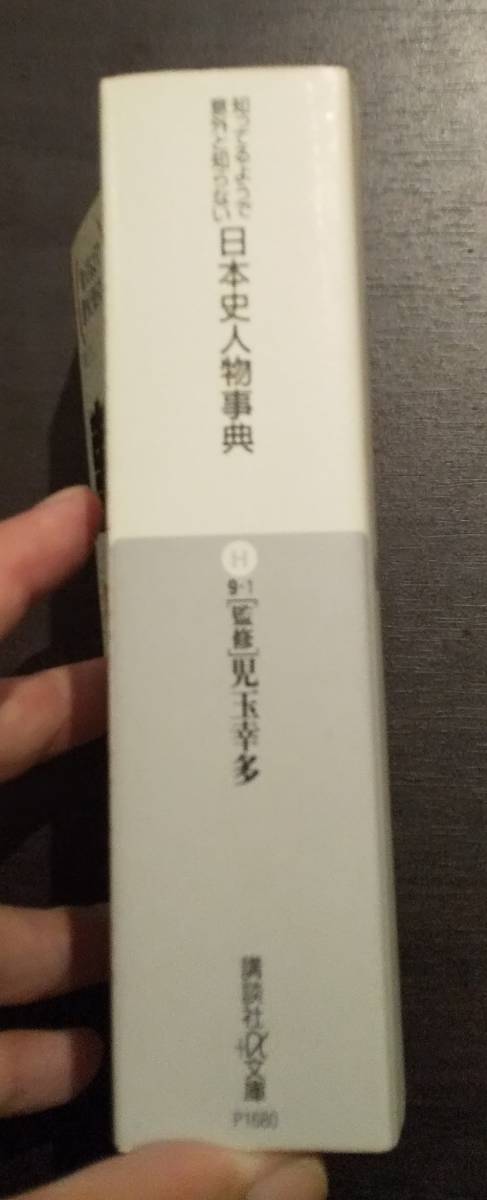 知ってるようで
意外と知らない
日本史人物事典
H
9-1
[監修]児玉幸多
講談社+α文庫
P1680